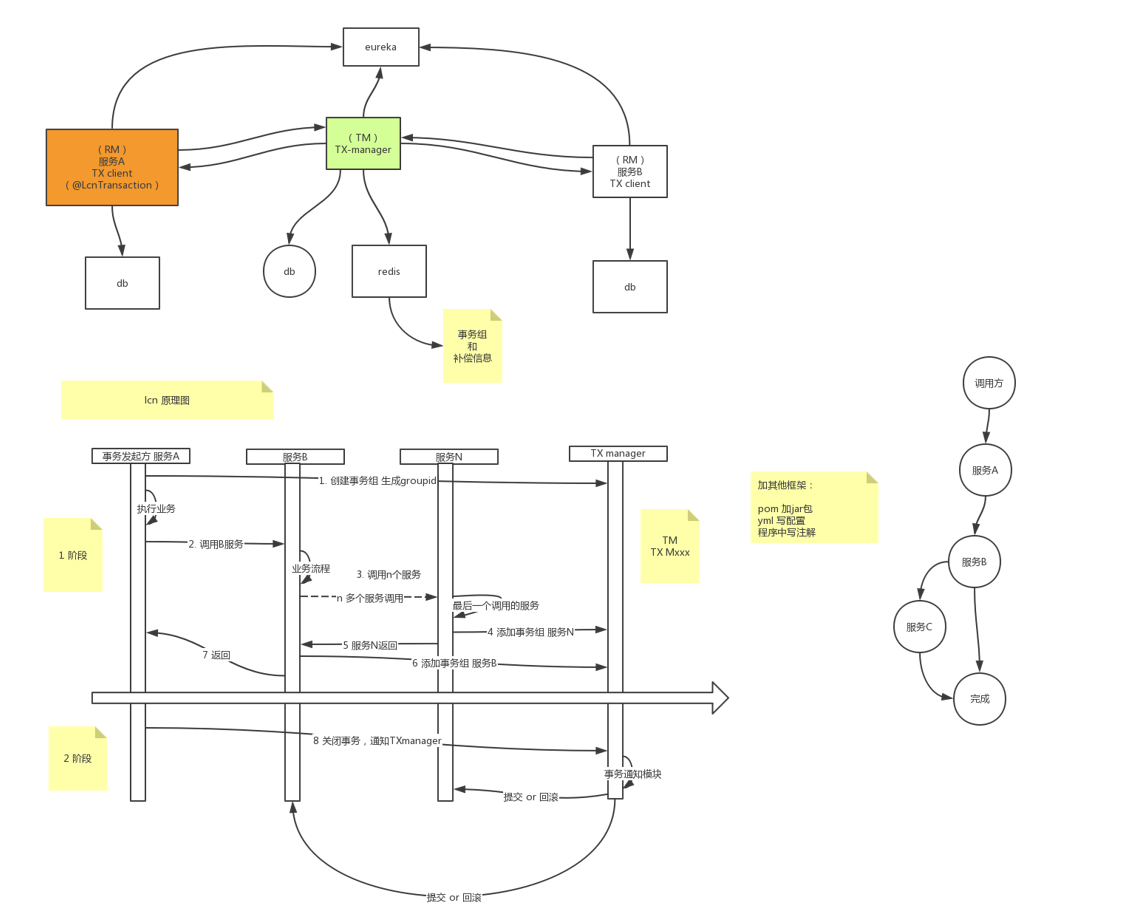 eureka
（ RM ）
服务A
TX client
（ @LcnTransaction ）
（ TM ）
TX-manager
（ RM ）
服务B
TX client
db
db
redis
db
事务组
和
补偿信息
lcn 原理图
调用方
服务A
服务B
服务C
完成
加其他框架：
pom 加jar包
yml 写配置
程序中写注解
事务发起方 服务A
服务B
服务N
TX manager
1. 创建事务组 生成groupid
执行业务
1 阶段
2. 调用B服务
TM
TX Mxxx
业务流程
3. 调用n个服务
n 多个服务调用
最后一个调用的服务
4 添加事务组 服务N
5 服务N返回
7 返回
6 添加事务组 服务B
8 关闭事务，通知TXmanager
2 阶段
事务通知模块
提交 or 回滚
提交 or 回滚